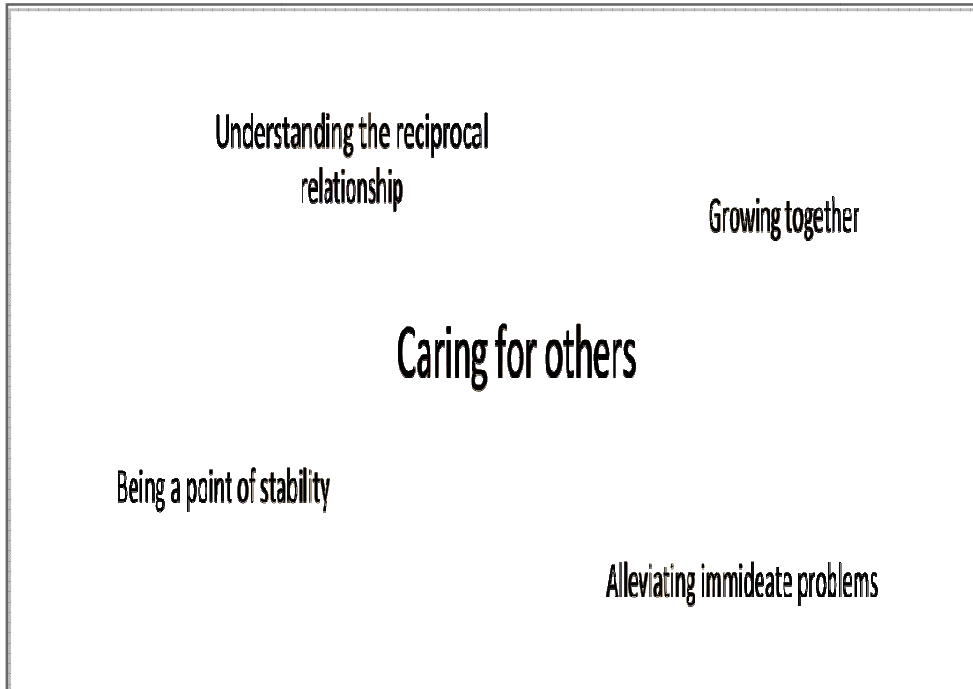 Understanding the reciprocal
relationship
Growing together
Caring for others
Being a point of stability
Alleviating immideate problems